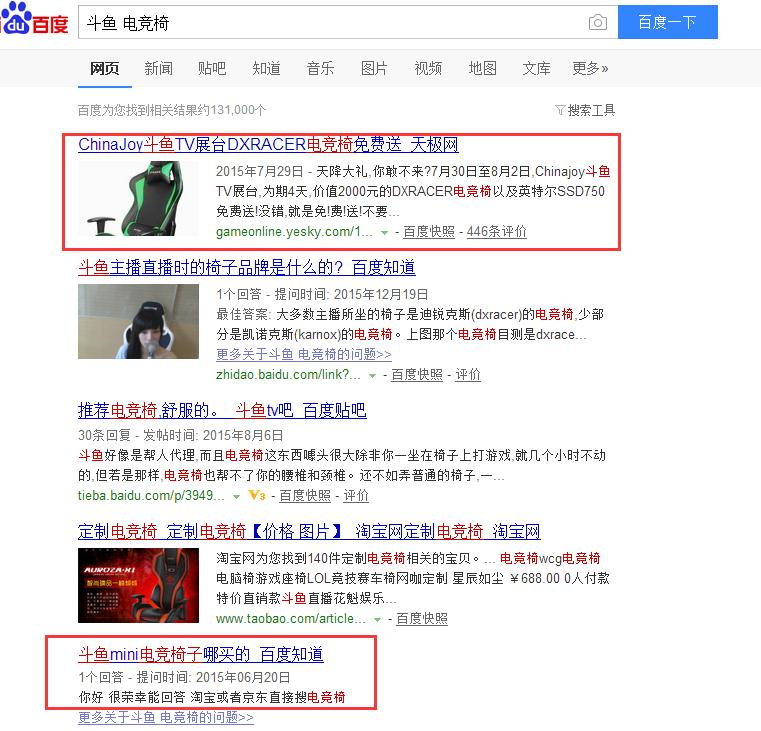 du百度 斗鱼 电竞椅 百度一下
网页 新闻 贴吧 知道 音乐 图片 视频 地图 文库 更多»
百度为您找到相关结果约131,000个 搜索工具
ChinaJoy斗鱼TV展台DXRACER电竞椅免费送_天极网
2015年7月29日 - 天降大礼,你敢不来?7月30日至8月2日,Chinajoy斗鱼
TV展台,为期4天,价值2000元的DXRACER电竞椅以及英特尔SSD750
免费送!没错,就是免!费!送!不要...
gameonline.yesky.com/1... - 百度快照 - 446条评价
斗鱼主播直播时的椅子品牌是什么的?_百度知道
1个回答 - 提问时间: 2015年12月19日
最佳答案: 大多数主播所坐的椅子是迪锐克斯(dxracer)的电竞椅,少部
分是凯诺克斯(karnox)的电竞椅。上图那个电竞椅目测是dxrace...
更多关于斗鱼 电竞椅的问题>>
zhidao.baidu.com/link?... - 百度快照 - 评价
推荐电竞椅,舒服的。_斗鱼tv吧_百度贴吧
30条回复 - 发帖时间: 2015年8月6日
斗鱼好像是帮人代理,而且电竞椅这东西噱头很大除非你一坐在椅子上打游戏,就几个小时不动
的,但若是那样,电竞椅也帮不了你的腰椎和颈椎。还不如弄普通的椅子,一...
tieba.baidu.com/p/3949... V3 - 百度快照 - 评价
定制电竞椅_定制电竞椅【价格 图片】_淘宝网定制电竞椅_淘宝网
AUROZA-X1
淘宝网为您找到140件定制电竞椅相关的宝贝。... 电竞椅wcg电竞椅
电脑椅游戏座椅LOL竞技赛车椅网咖定制 星辰如尘 ￥688.00 0人付款
特价直销款斗鱼直播花魁娱乐...
www.taobao.com/article... - 百度快照
斗鱼mini电竞椅子哪买的_百度知道
1个回答 - 提问时间: 2015年06月20日
你好 很荣幸能回答 淘宝或者京东直接搜电竞椅
更多关于斗鱼 电竞椅的问题>>